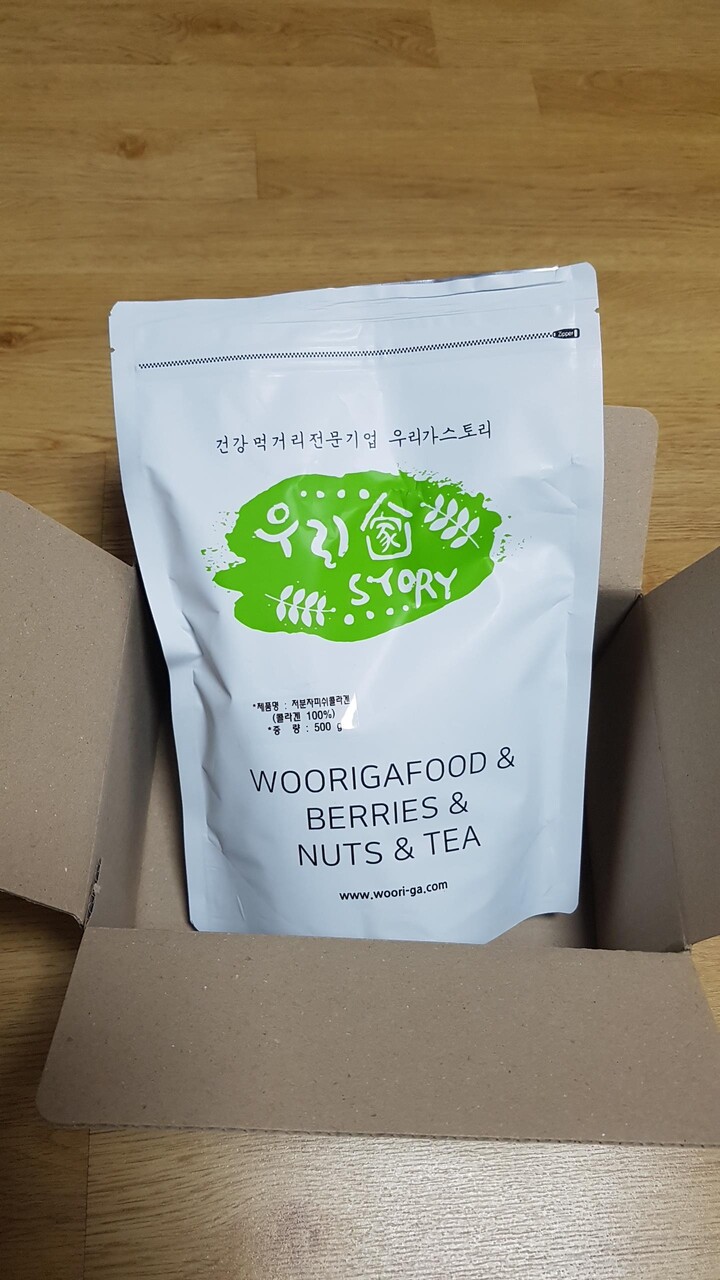 Zipper
건강먹거리전문기업 우리가스토리
우리家
STORY
*제품명 : 저분자피쉬콜라겐
(콜라겐 100%)
*중 량 : 500 g
WOORIGAFOOD &
BERRIES &
NUTS & TEA
www.woori-ga.com